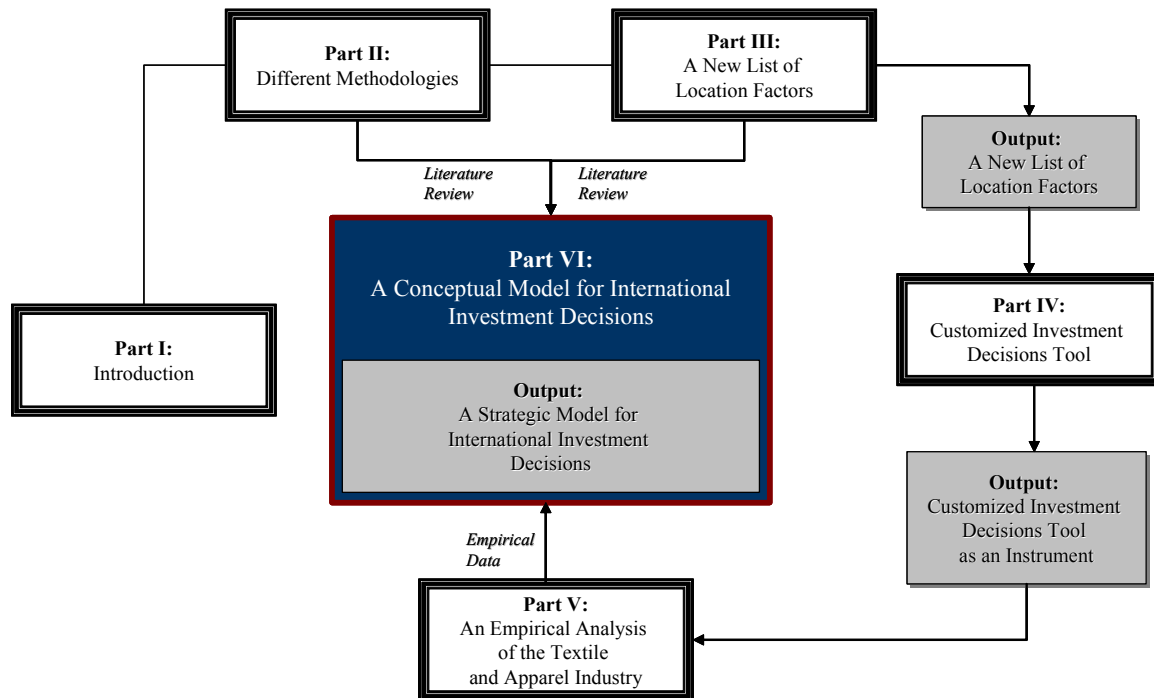 Part II:
Different Methodologies
Part III:
A New List of
Location Factors
Output:
A New List of
Location Factors
Literature
Review
Literature
Review
Part VI:
A Conceptual Model for International
Investment Decisions
Part I:
Introduction
Part IV:
Customized Investment
Decisions Tool
Output:
A Strategic Model for
International Investment
Decisions
Output:
Customized Investment
Decisions Tool
as an Instrument
Empirical
Data
Part V:
An Empirical Analysis
of the Textile
and Apparel Industry